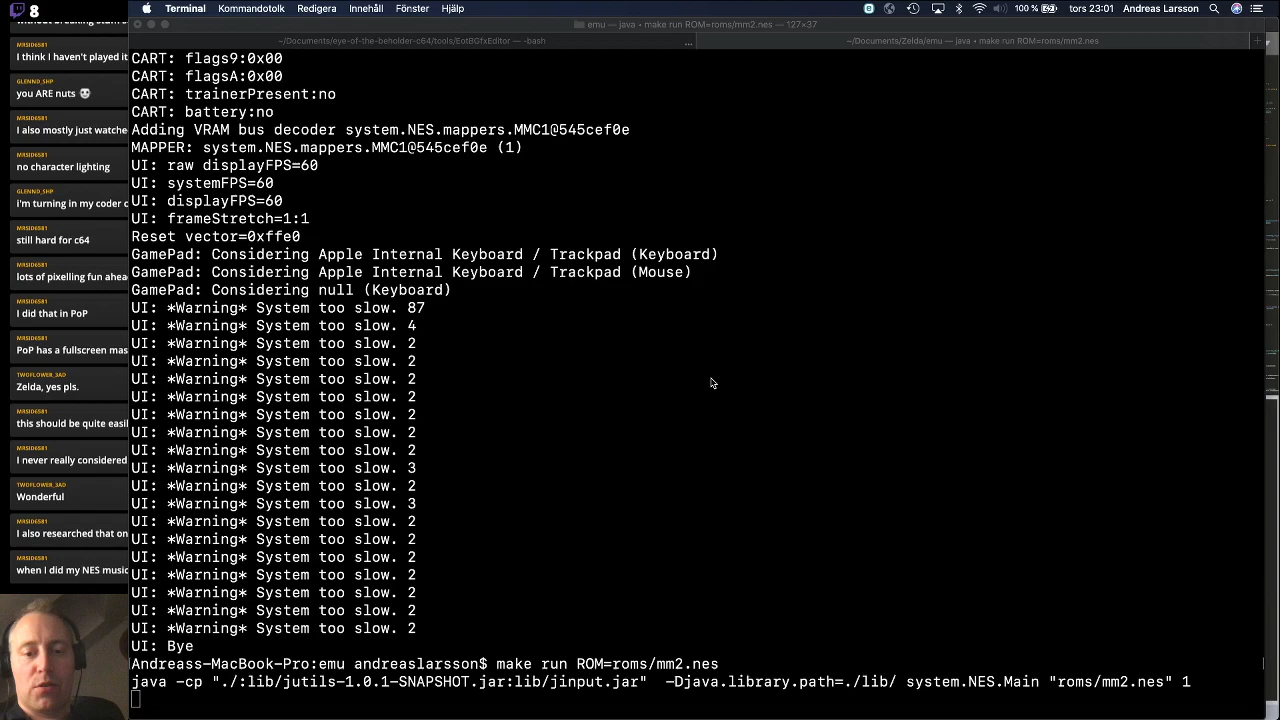 8
Terminal Kommandotolk Redigera Innehåll Fönster Hjälp
100 % tors 23:01 Andreas Larsson
emu — java • make run ROM=roms/mm2.nes — 127×37
~/Documents/eye-of-the-beholder-c64/tools/EotBGfxEditor — -bash
... ~/Documents/Zelda/emu — java • make run ROM=roms/mm2.nes +
MRSID6581
I think I haven't played it
GLENND_SHP
you ARE nuts
MRSID6581
I also mostly just watche
MRSID6581
no character lighting
GLENND_SHP
i'm turning in my coder c
MRSID6581
still hard for c64
MRSID6581
lots of pixelling fun ahea
MRSID6581
I did that in PoP
MRSID6581
PoP has a fullscreen mas
TWOFLOWER_3AD
Zelda, yes pls.
MRSID6581
this should be quite easil
MRSID6581
I never really considered
TWOFLOWER_3AD
Wonderful
MRSID6581
I also researched that on
MRSID6581
when I did my NES music
CART: flags9:0x00
CART: flagsA:0x00
CART: trainerPresent:no
CART: battery:no
Adding VRAM bus decoder system.NES.mappers.MMC1@545cef0e
MAPPER: system.NES.mappers.MMC1@545cef0e (1)
UI: raw displayFPS=60
UI: systemFPS=60
UI: displayFPS=60
UI: frameStretch=1:1
Reset vector=0xffe0
GamePad: Considering Apple Internal Keyboard / Trackpad (Keyboard)
GamePad: Considering Apple Internal Keyboard / Trackpad (Mouse)
GamePad: Considering null (Keyboard)
UI: *Warning* System too slow. 87
UI: *Warning* System too slow. 4
UI: *Warning* System too slow. 2
UI: *Warning* System too slow. 2
UI: *Warning* System too slow. 2
UI: *Warning* System too slow. 2
UI: *Warning* System too slow. 2
UI: *Warning* System too slow. 2
UI: *Warning* System too slow. 2
UI: *Warning* System too slow. 3
UI: *Warning* System too slow. 2
UI: *Warning* System too slow. 3
UI: *Warning* System too slow. 2
UI: *Warning* System too slow. 2
UI: *Warning* System too slow. 2
UI: *Warning* System too slow. 2
UI: *Warning* System too slow. 2
UI: *Warning* System too slow. 2
UI: *Warning* System too slow. 2
UI: Bye
Andreass-MacBook-Pro:emu andreaslarsson$ make run ROM=roms/mm2.nes
java -cp "./:lib/jutils-1.0.1-SNAPSHOT.jar:lib/jinput.jar" -Djava.library.path=./lib/ system.NES.Main "roms/mm2.nes" 1